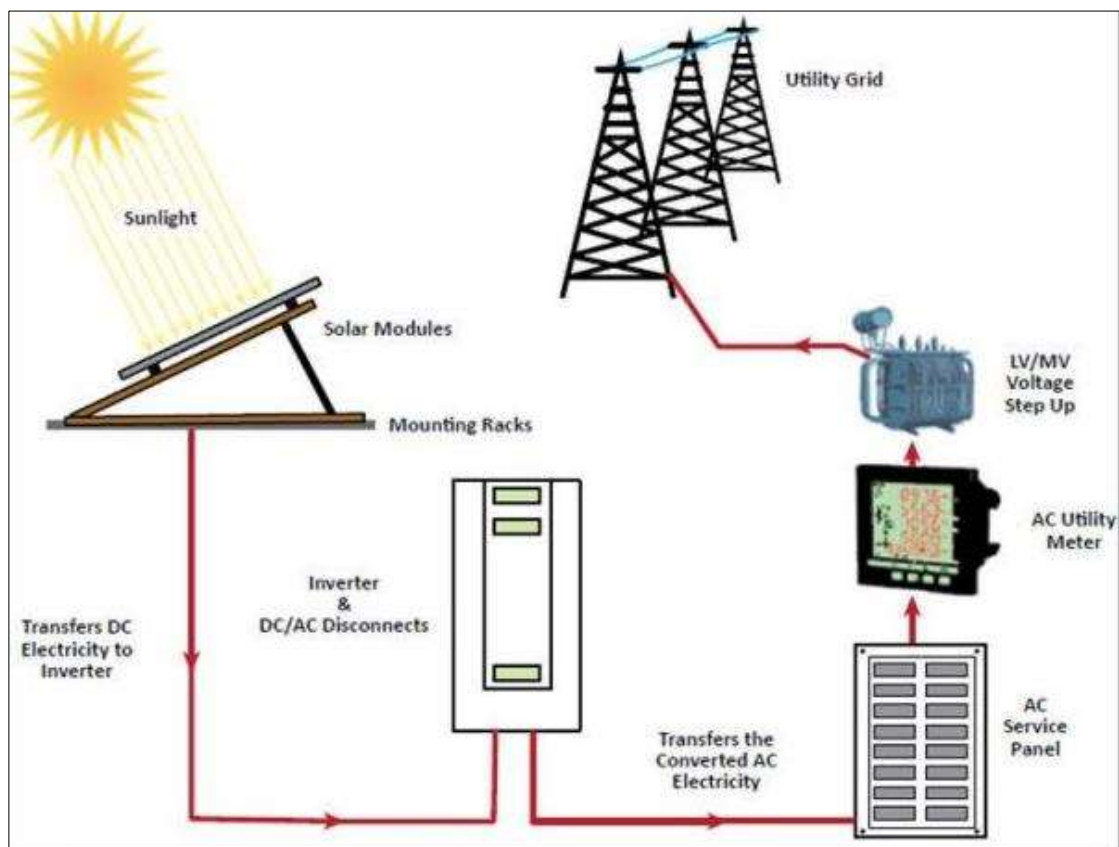 Utility Grid
Sunlight
Solar Modules
Mounting Racks
LV/MV
Voltage
Step Up
AC Utility
Meter
Inverter
&
DC/AC Disconnects
Transfers DC
Electricity to
Inverter
AC
Service
Panel
Transfers the
Converted AC
Electricity